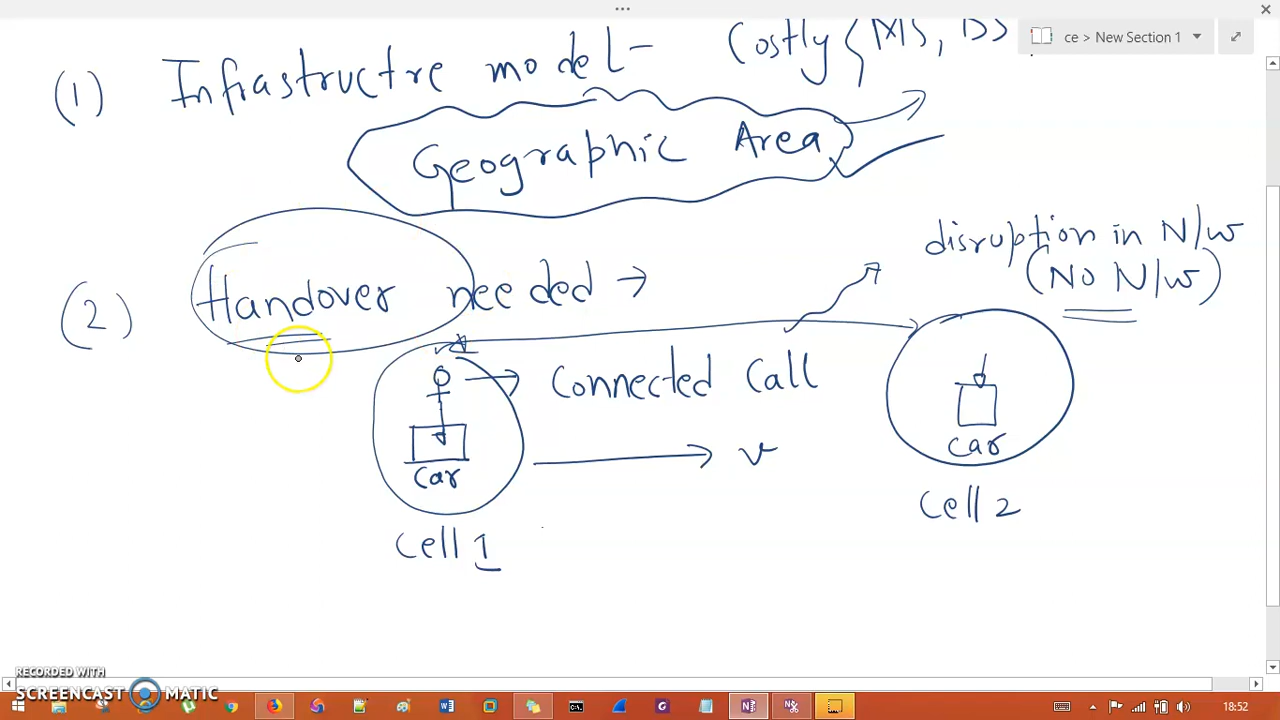 ce > New Section 1
(1) Infrastructre model - Costly { MS, BS
Geographic Area
disruption in N/w
(No N/w)
(2) Handover needed →
Connected Call
Car
v
Car
Cell 1
Cell 2
RECORDED WITH
SCREENCAST MATIC
18:52